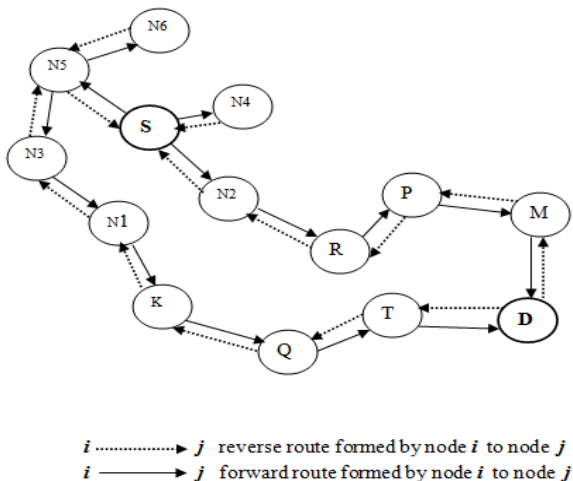 N6
N5
N4
S
N3
N2
P
M
N1
R
K
T
D
Q
i j reverse route formed by node i to node j
i j forward route formed by node i to node j